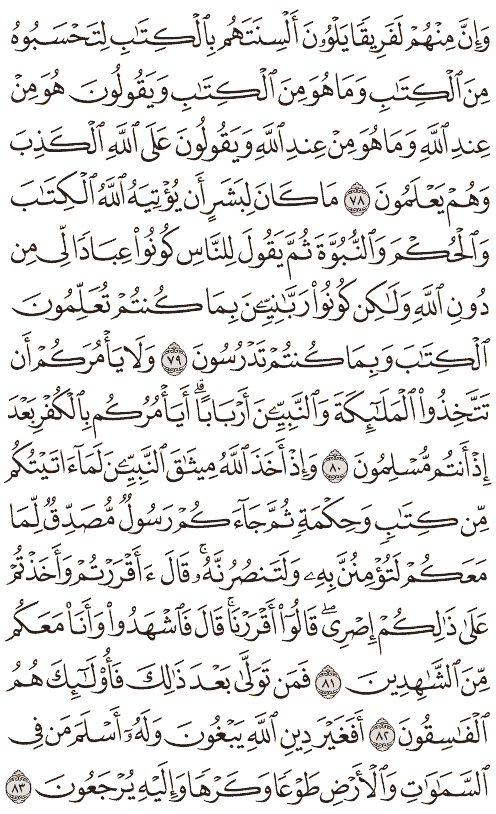 وَإِنَّ مِنْهُمْ لَفَرِيقًا يَلْوُۥنَ أَلْسِنَتَهُم بِٱلْكِتَٰبِ لِتَحْسَبُوهُ
مِنَ ٱلْكِتَٰبِ وَمَا هُوَ مِنَ ٱلْكِتَٰبِ وَيَقُولُونَ هُوَ مِنْ
عِندِ ٱللَّهِ وَمَا هُوَ مِنْ عِندِ ٱللَّهِ وَيَقُولُونَ عَلَى ٱللَّهِ ٱلْكَذِبَ
وَهُمْ يَعْلَمُونَ ٧٨ مَا كَانَ لِبَشَرٍ أَن يُؤْتِيَهُ ٱللَّهُ ٱلْكِتَٰبَ
وَٱلْحُكْمَ وَٱلنُّبُوَّةَ ثُمَّ يَقُولَ لِلنَّاسِ كُونُوا۟ عِبَادًا لِّى مِن
دُونِ ٱللَّهِ وَلَٰكِن كُونُوا۟ رَبَّٰنِيِّۦنَ بِمَا كُنتُمْ تُعَلِّمُونَ
ٱلْكِتَٰبَ وَبِمَا كُنتُمْ تَدْرُسُونَ ٧٩ وَلَا يَأْمُرَكُمْ أَن
تَتَّخِذُوا۟ ٱلْمَلَٰٓئِكَةَ وَٱلنَّبِيِّۦنَ أَرْبَابًا ۗ أَيَأْمُرُكُم بِٱلْكُفْرِ بَعْدَ
إِذْ أَنتُم مُّسْلِمُونَ ٨٠ وَإِذْ أَخَذَ ٱللَّهُ مِيثَٰقَ ٱلنَّبِيِّۦنَ لَمَآ ءَاتَيْتُكُم
مِّن كِتَٰبٍ وَحِكْمَةٍ ثُمَّ جَآءَكُمْ رَسُولٌ مُّصَدِّقٌ لِّمَا
مَعَكُمْ لَتُؤْمِنُنَّ بِهِۦ وَلَتَنصُرُنَّهُۥ ۚ قَالَ ءَأَقْرَرْتُمْ وَأَخَذْتُمْ
عَلَىٰ ذَٰلِكُمْ إِصْرِى ۖ قَالُوٓا۟ أَقْرَرْنَا ۚ قَالَ فَٱشْهَدُوا۟ وَأَنَا۠ مَعَكُم
مِّنَ ٱلشَّٰهِدِينَ ٨١ فَمَن تَوَلَّىٰ بَعْدَ ذَٰلِكَ فَأُو۟لَٰٓئِكَ هُمُ
ٱلْفَٰسِقُونَ ٨٢ أَفَغَيْرَ دِينِ ٱللَّهِ يَبْغُونَ وَلَهُۥٓ أَسْلَمَ مَن فِى
ٱلسَّمَٰوَٰتِ وَٱلْأَرْضِ طَوْعًا وَكَرْهًا وَإِلَيْهِ يُرْجَعُونَ ٨٣